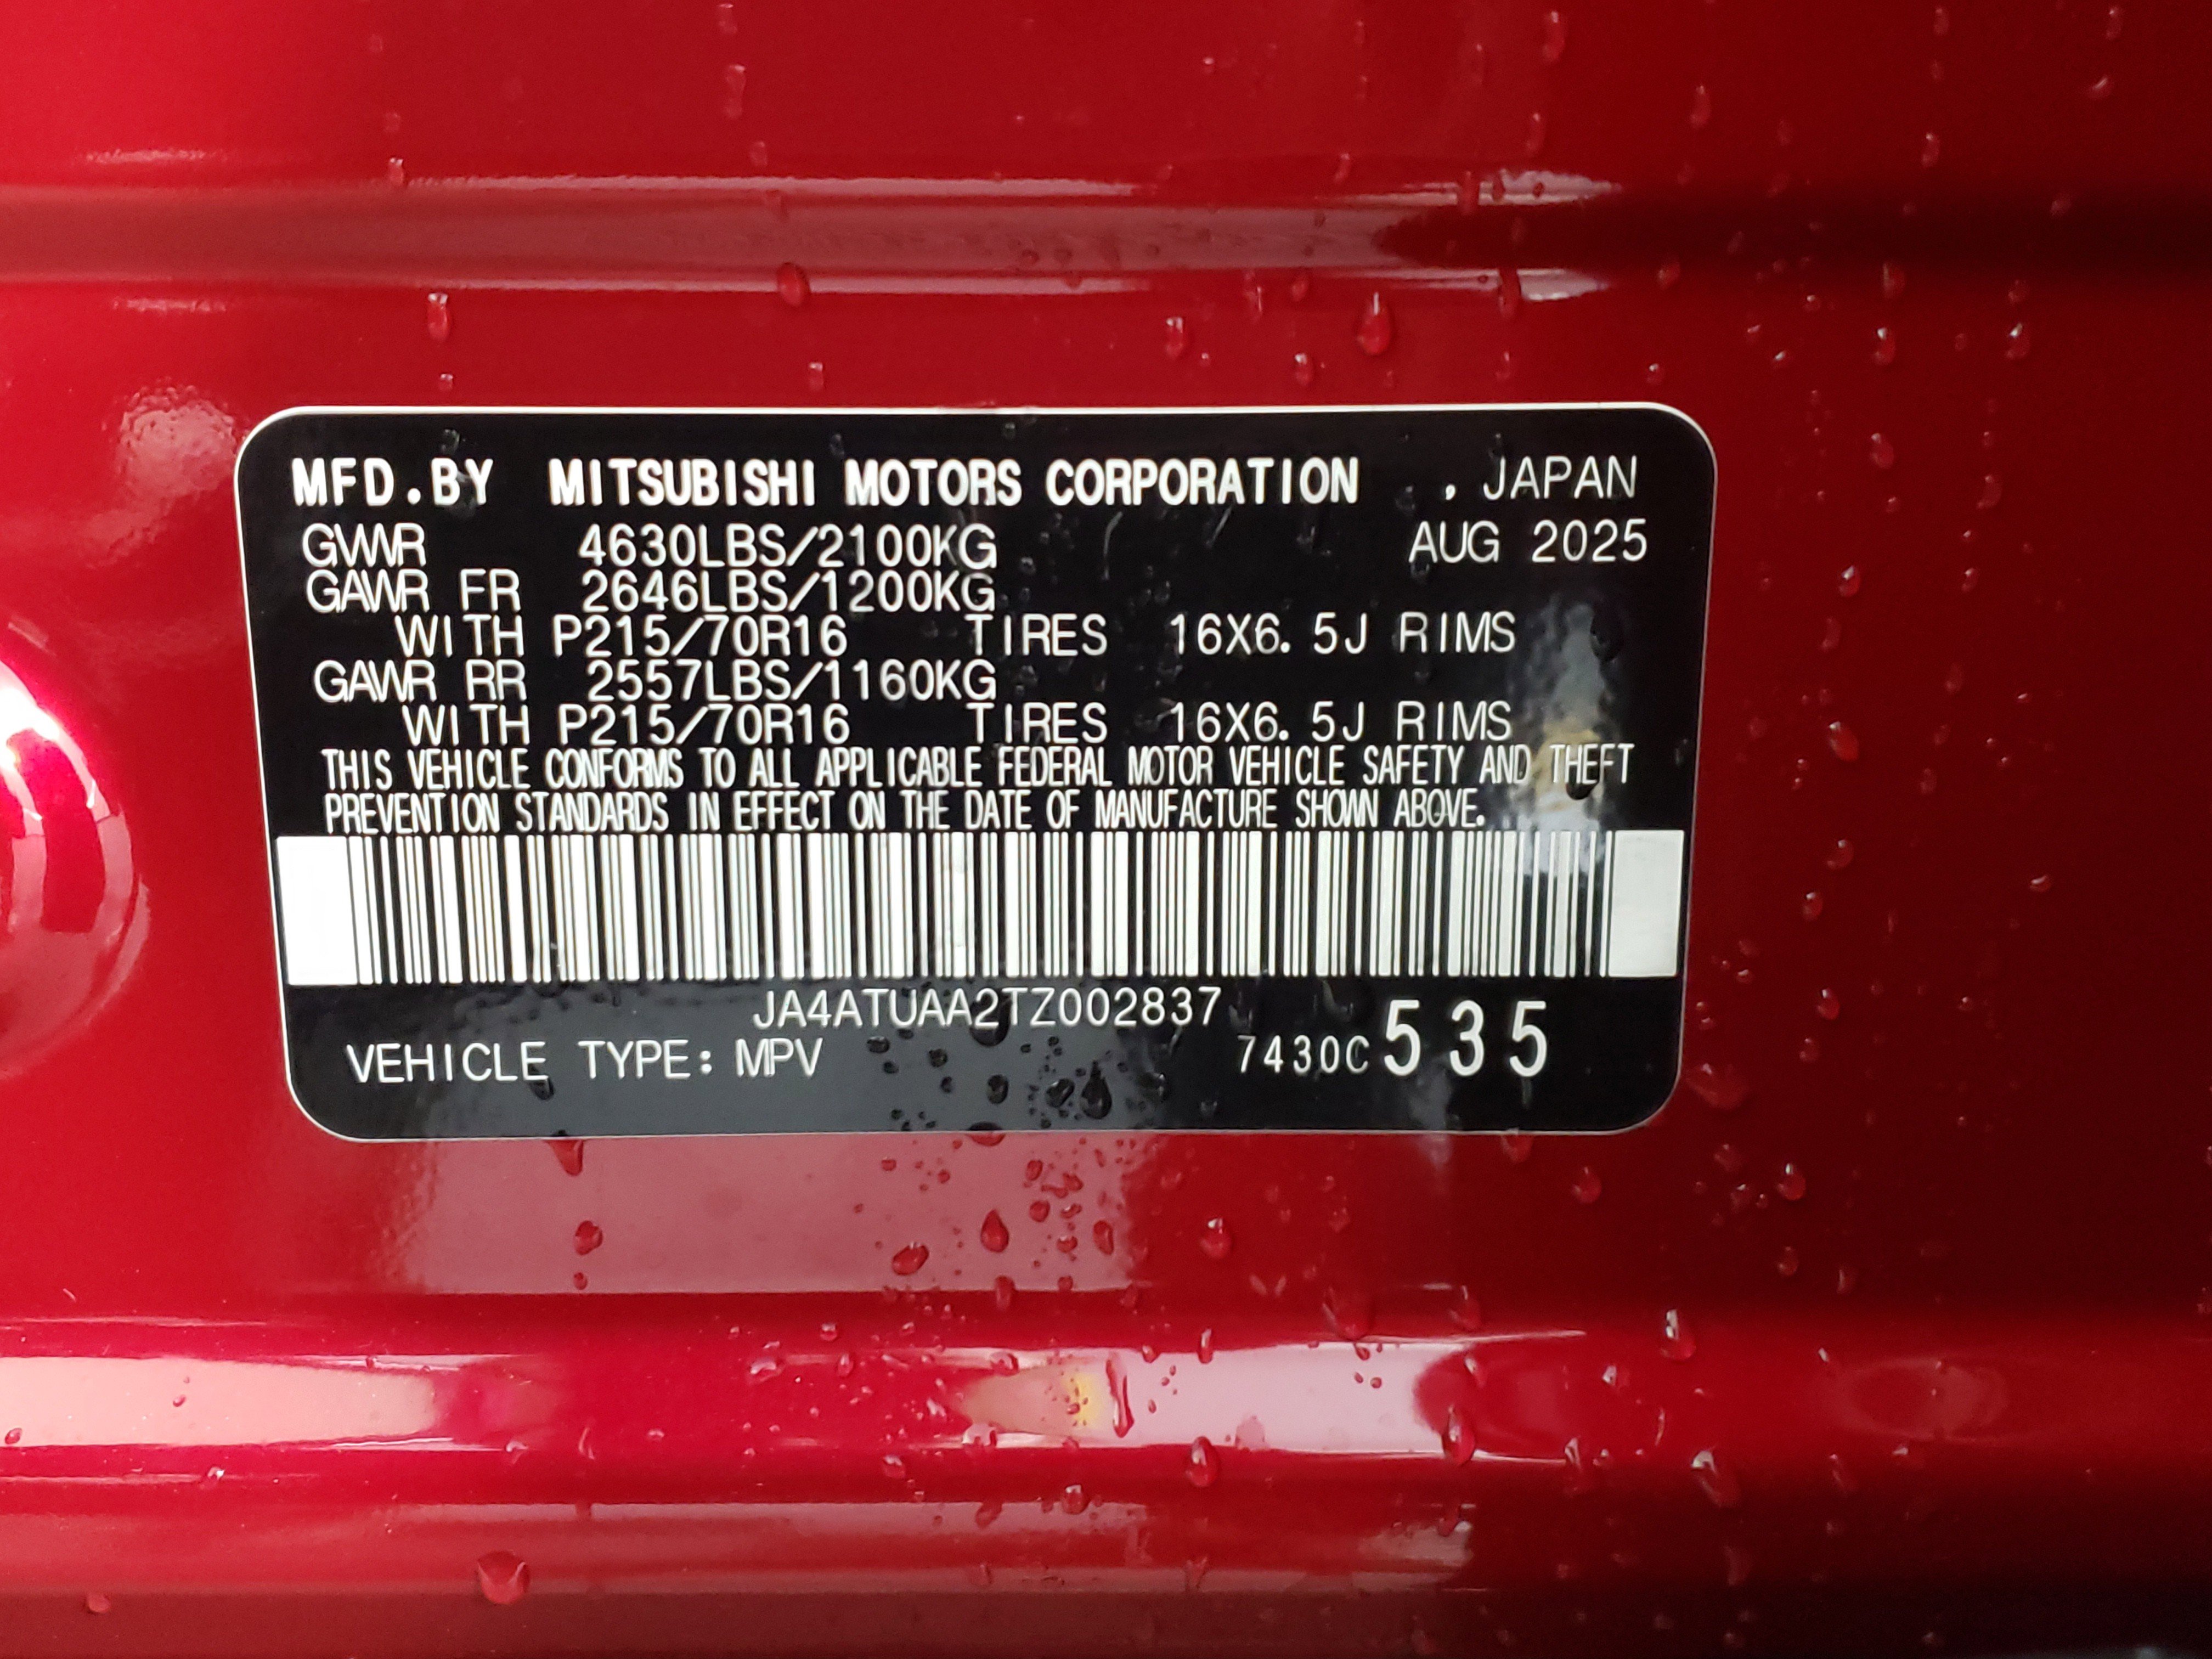 MFD.BY MITSUBISHI MOTORS CORPORATION , JAPAN
GVWR 4630LBS/2100KG AUG 2025
GAWR FR 2646LBS/1200KG
WITH P215/70R16 TIRES 16X6.5J RIMS
GAWR RR 2557LBS/1160KG
WITH P215/70R16 TIRES 16X6.5J RIMS
THIS VEHICLE CONFORMS TO ALL APPLICABLE FEDERAL MOTOR VEHICLE SAFETY AND THEFT
PREVENTION STANDARDS IN EFFECT ON THE DATE OF MANUFACTURE SHOWN ABOVE.
JA4ATUAA2TZ002837
VEHICLE TYPE: MPV 7430C 535